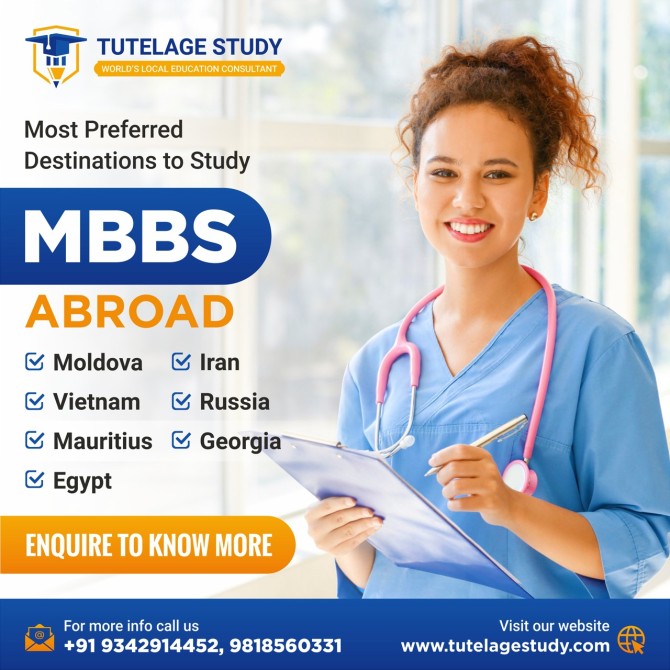 TUTELAGE STUDY
WORLD'S LOCAL EDUCATION CONSULTANT
Most Preferred
Destinations to Study
MBBS
ABROAD
Moldova
Iran
Vietnam
Russia
Mauritius
Georgia
Egypt
ENQUIRE TO KNOW MORE
For more info call us
+91 9342914452, 9818560331
Visit our website
www.tutelagestudy.com